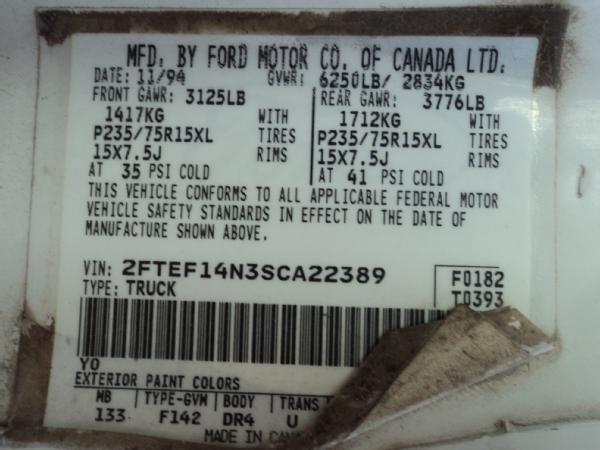 MFD. BY FORD MOTOR CO. OF CANADA LTD.
DATE: 11/94 GVWR: 6250LB/ 2834KG
FRONT GAWR: 3125LB REAR GAWR: 3776LB
1417KG WITH 1712KG WITH
P235/75R15XL TIRES P235/75R15XL TIRES
15X7.5J RIMS 15X7.5J RIMS
AT 35 PSI COLD AT 41 PSI COLD
THIS VEHICLE CONFORMS TO ALL APPLICABLE FEDERAL MOTOR
VEHICLE SAFETY STANDARDS IN EFFECT ON THE DATE OF
MANUFACTURE SHOWN ABOVE.
VIN: 2FTEF14N3SCA22389 F0182
TYPE: TRUCK T0393
YO
EXTERIOR PAINT COLORS
WB TYPE-GVM BODY TRANS
133 F142 DR4 U
MADE IN CANA